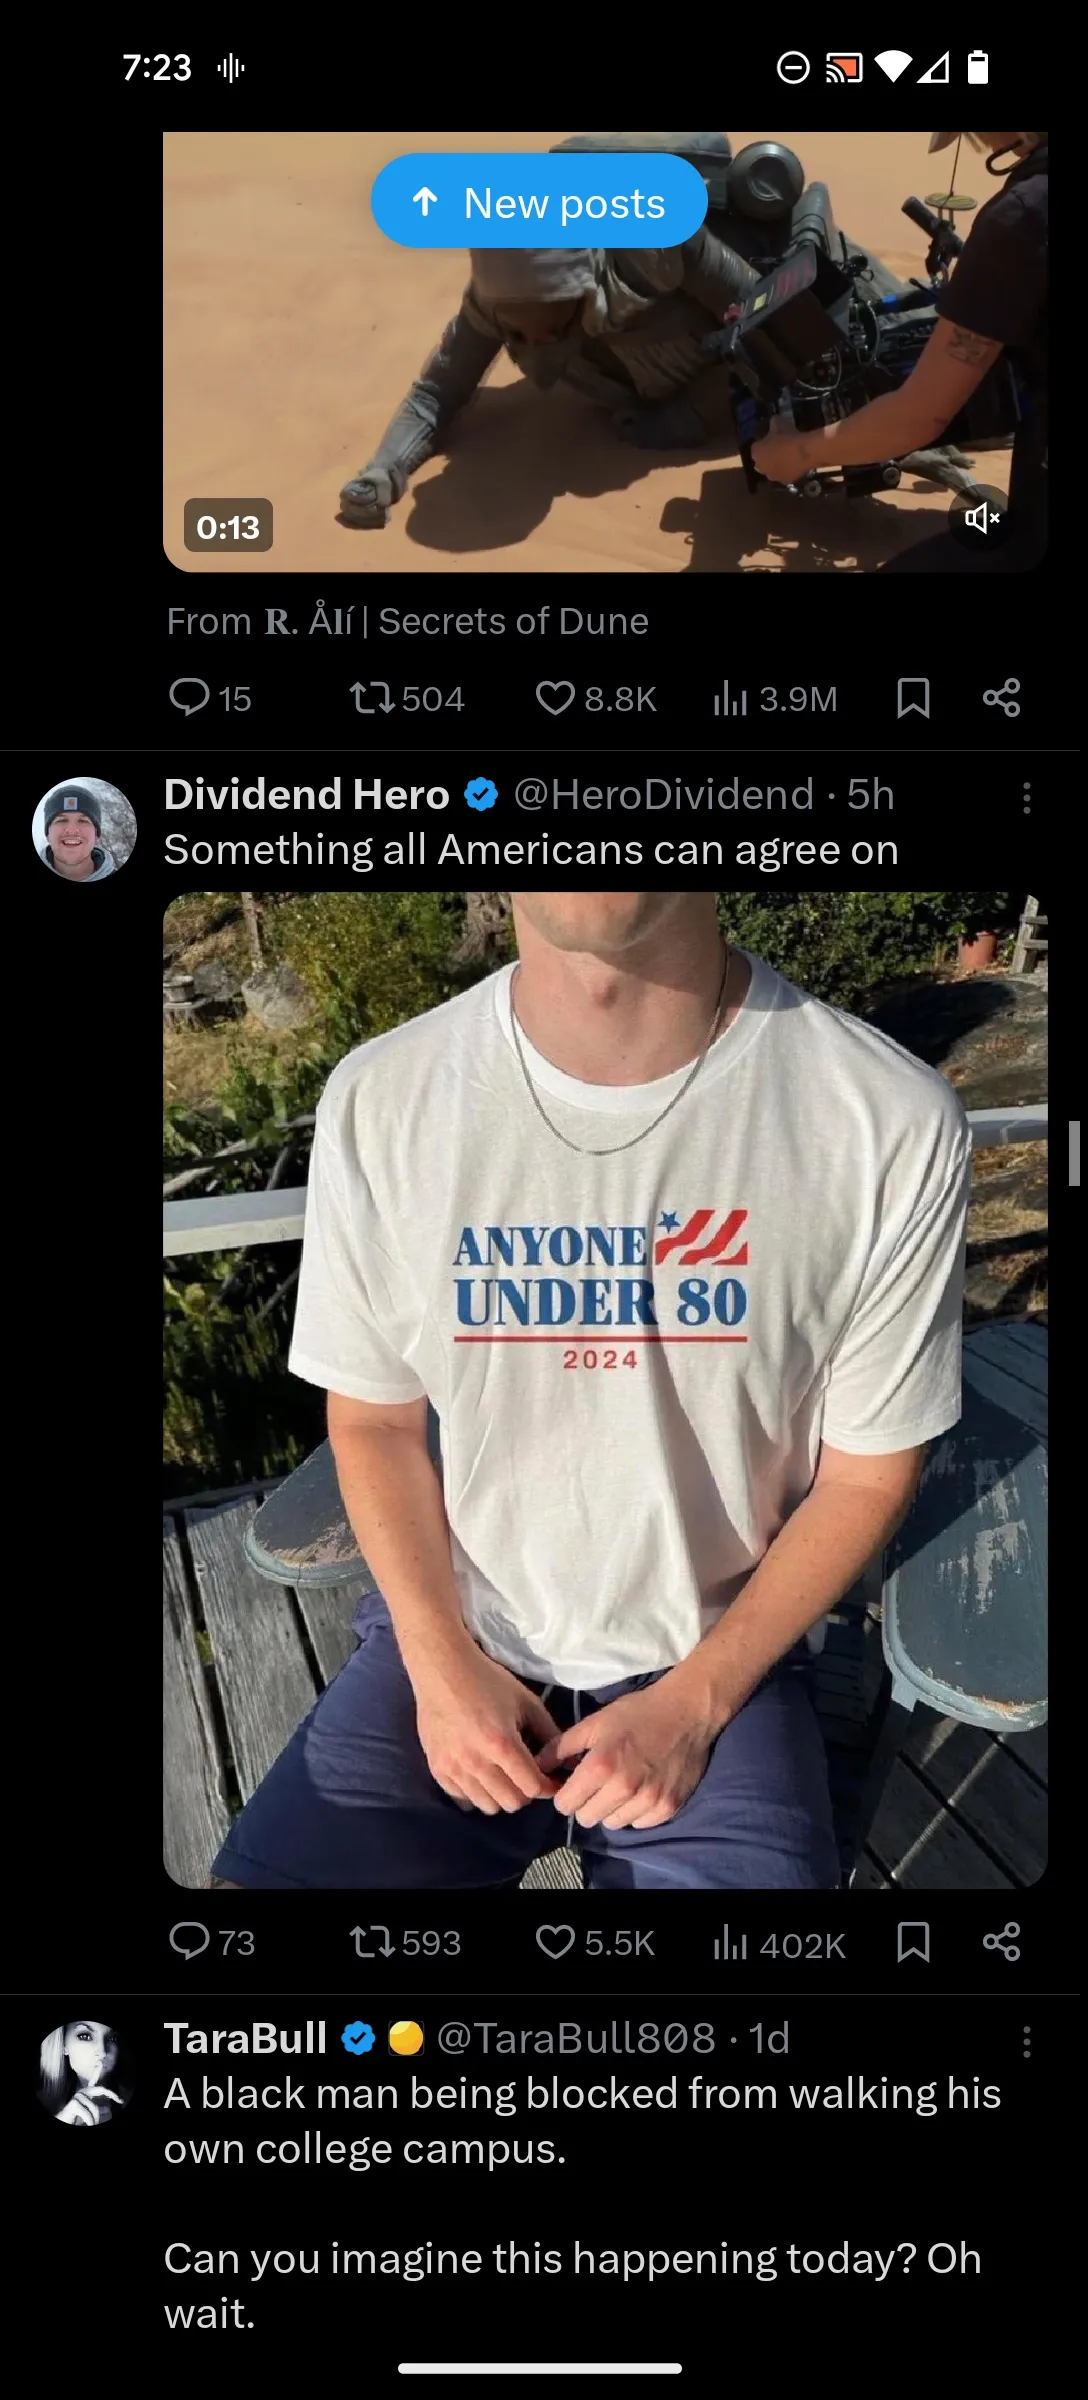 7:23
New posts
0:13
From R. Ålí | Secrets of Dune
15 504 8.8K 3.9M
Dividend Hero @HeroDividend · 5h
Something all Americans can agree on
ANYONE
UNDER 80
2024
73 593 5.5K 402K
TaraBull @TaraBull808 · 1d
A black man being blocked from walking his
own college campus.
Can you imagine this happening today? Oh
wait.